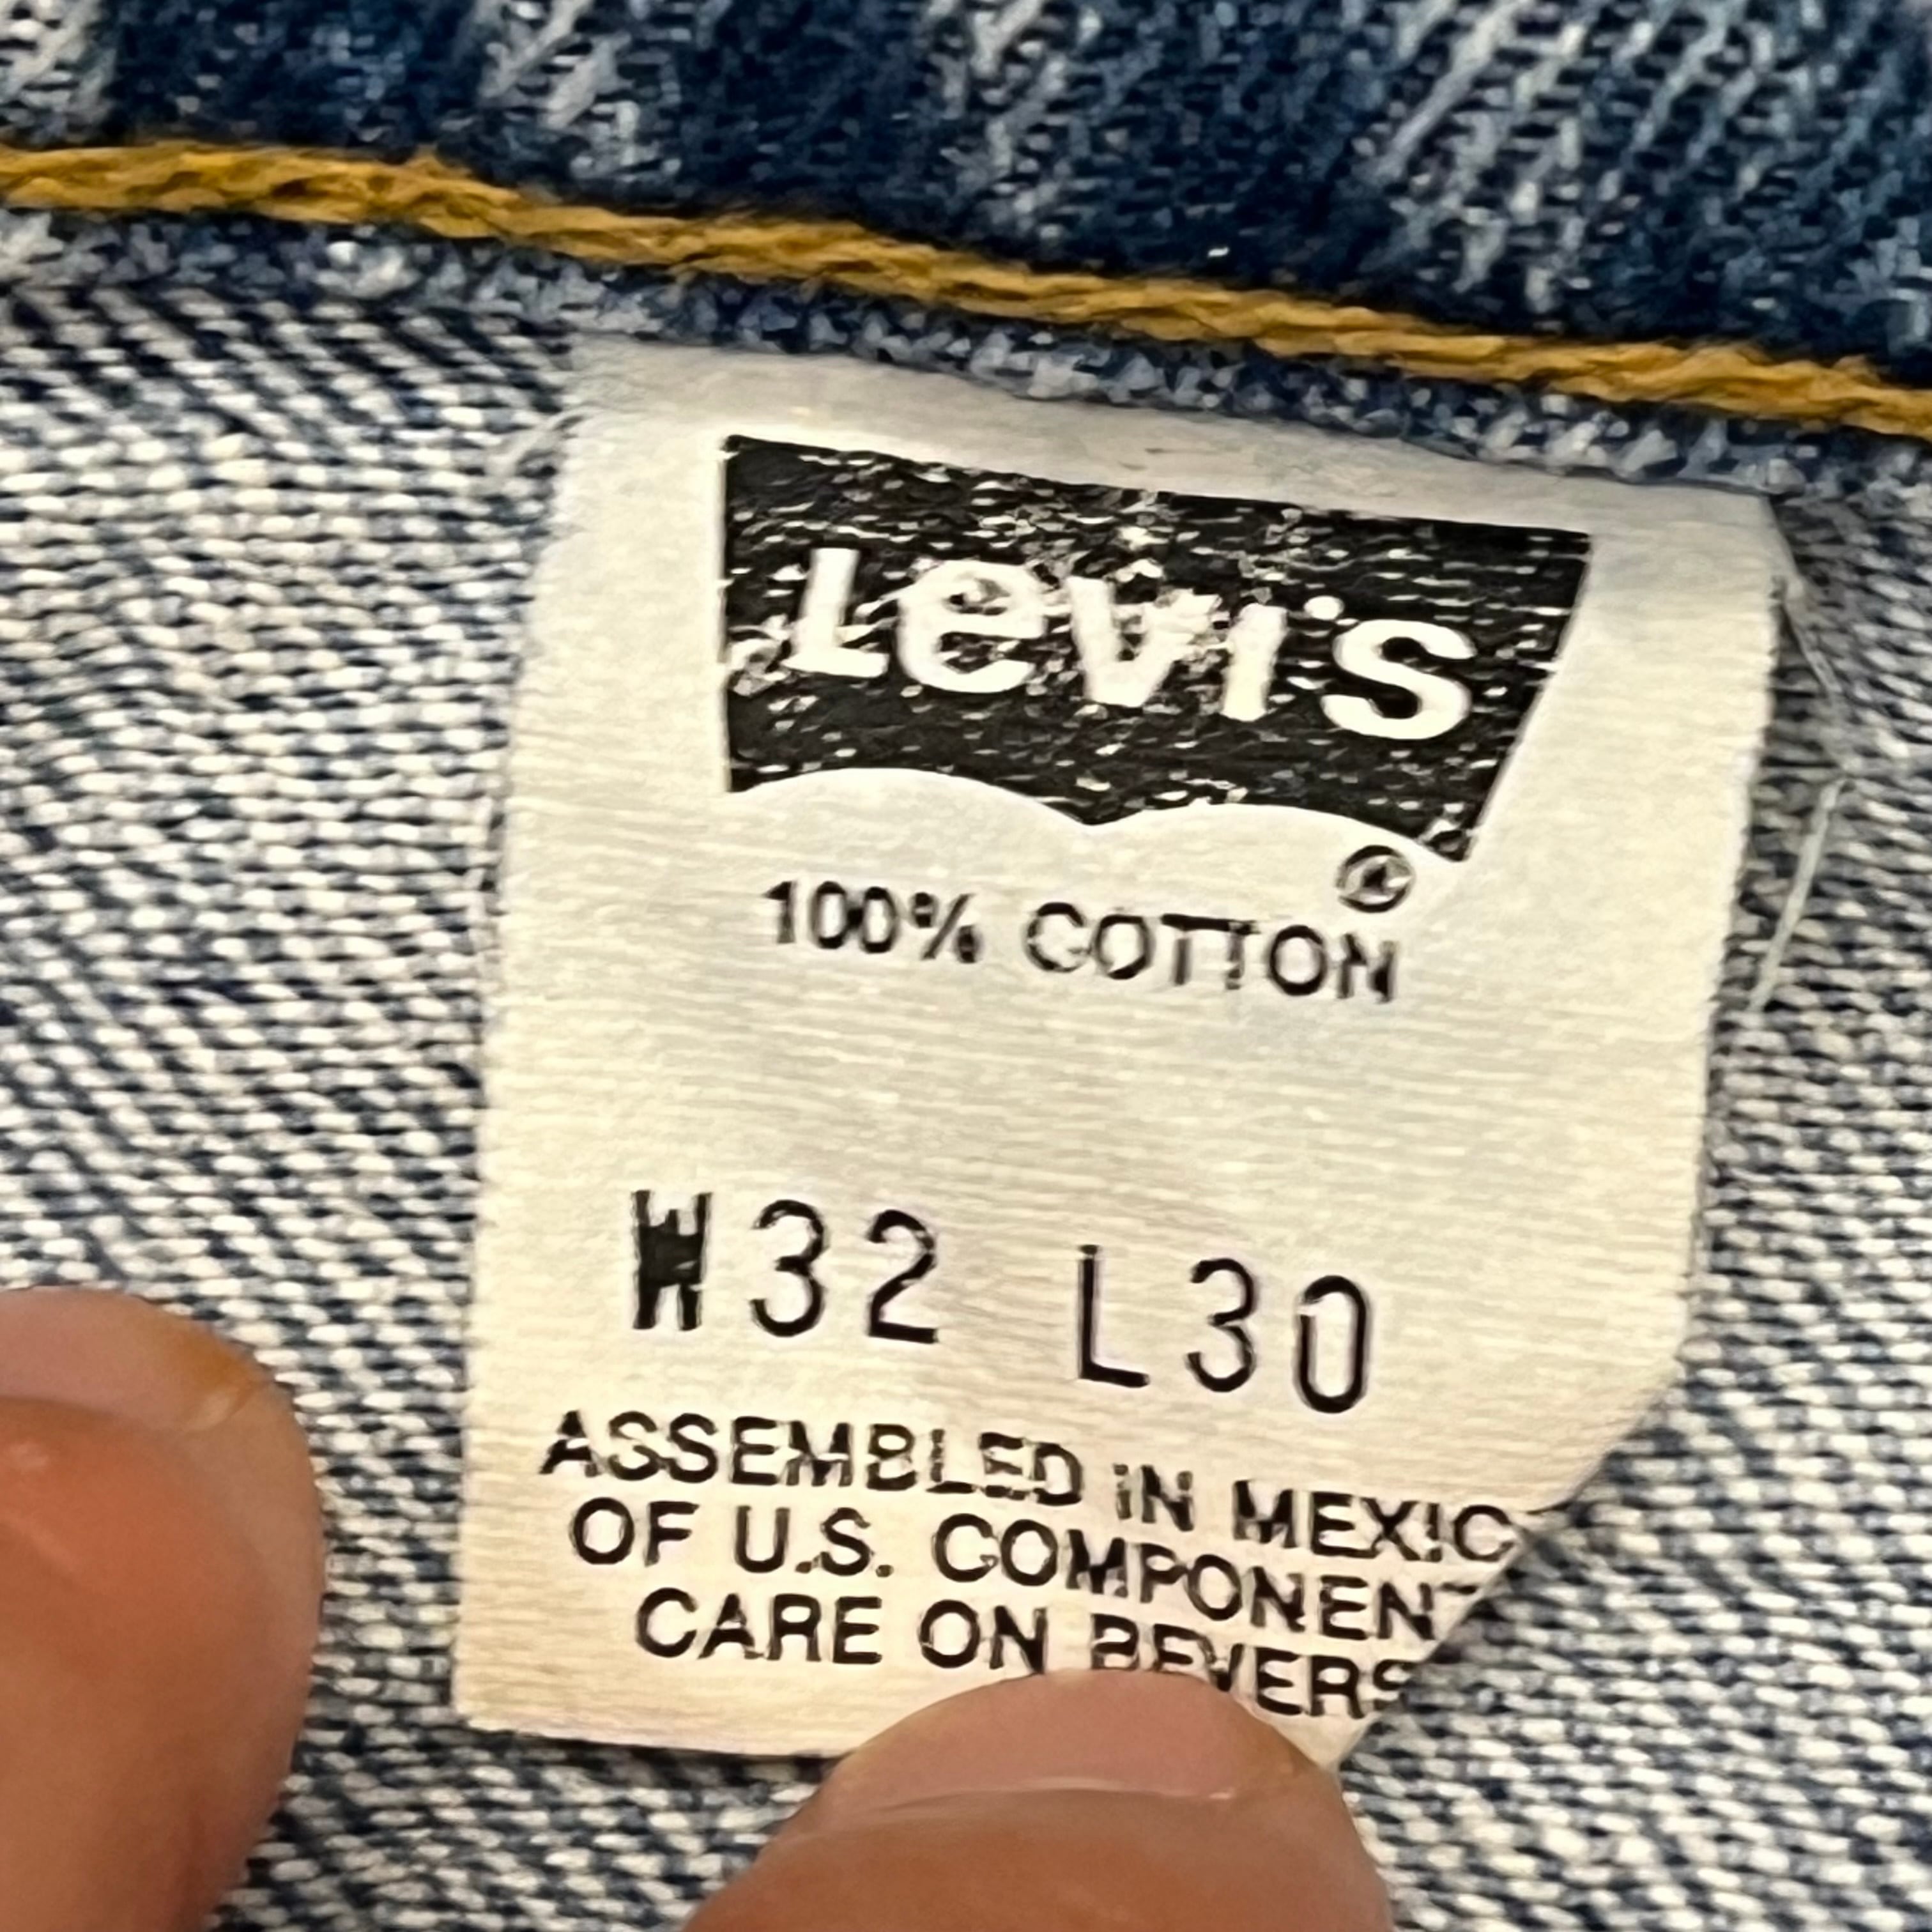 Levi's
®
100% COTTON
W32 L30
ASSEMBLED IN MEXIC
OF U.S. COMPONENT
CARE ON REVERS